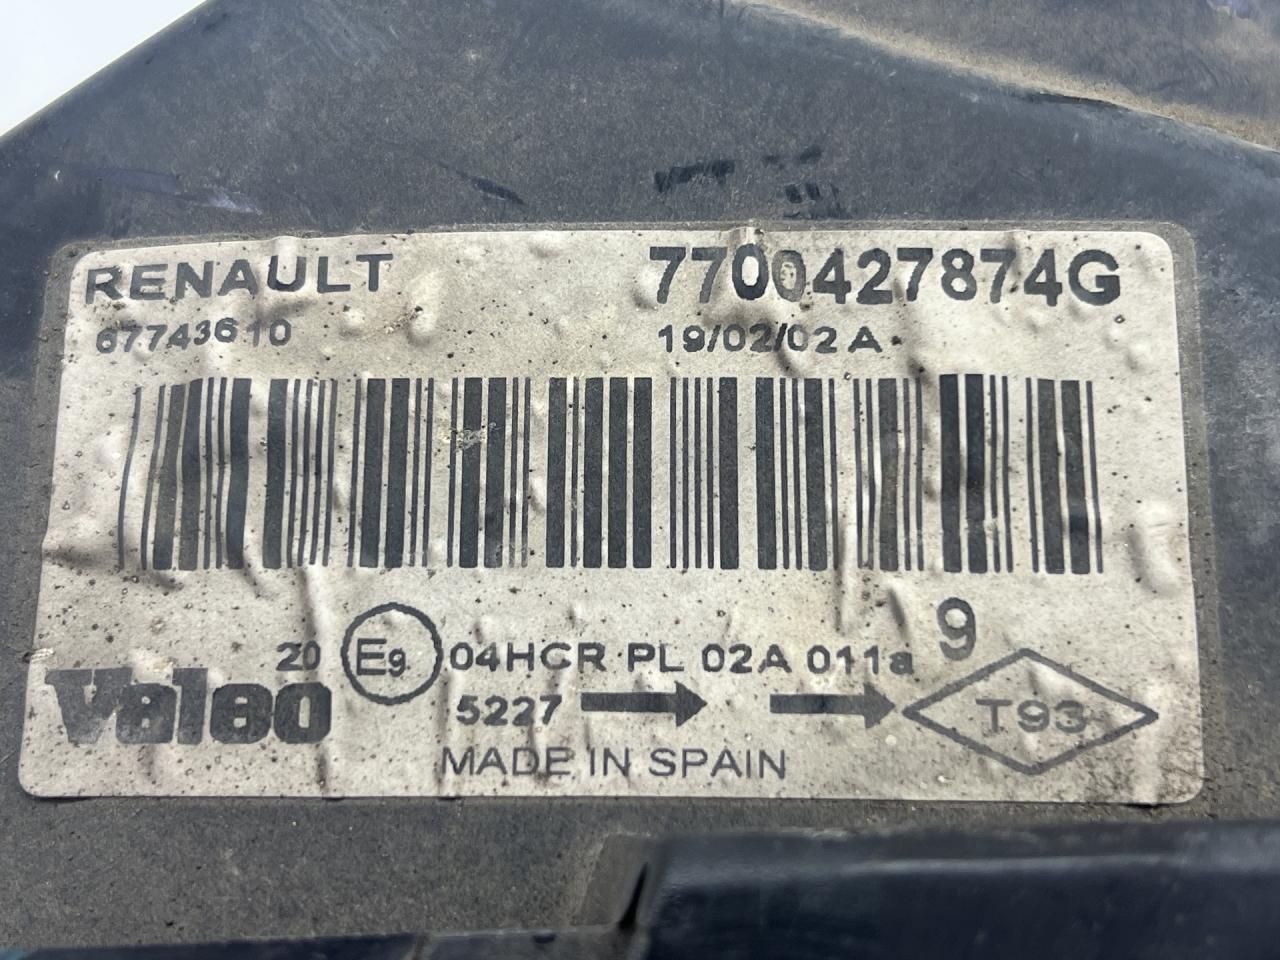 RENAULT 7700427874G
67743610 19/02/02 A
9
20 E9 04HCR PL 02A 011a
Valeo 5227 T93
MADE IN SPAIN